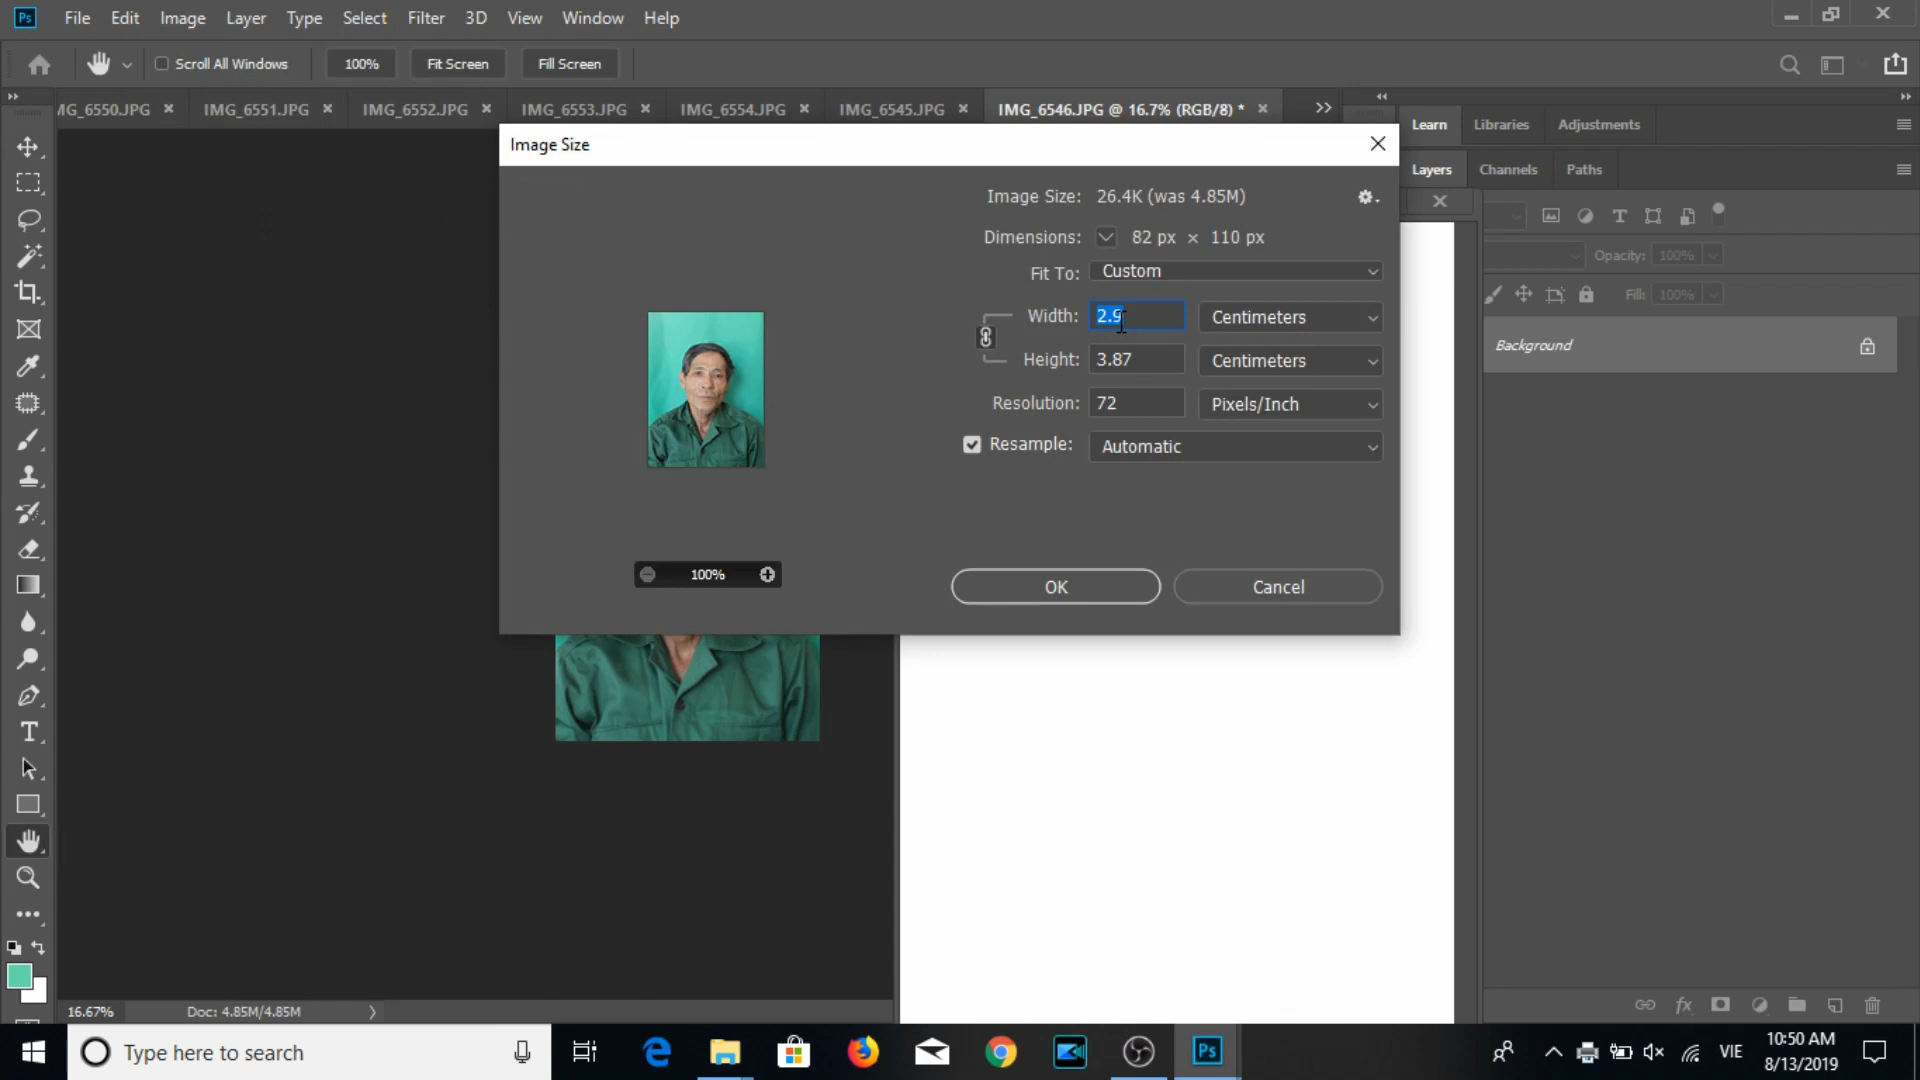 Ps File Edit Image Layer Type Select Filter 3D View Window Help
Scroll All Windows 100% Fit Screen Fill Screen
MG_6550.JPG IMG_6551.JPG IMG_6552.JPG IMG_6553.JPG IMG_6554.JPG IMG_6545.JPG IMG_6546.JPG @ 16.7% (RGB/8) *
Learn Libraries Adjustments
Image Size
Layers Channels Paths
Image Size: 26.4K (was 4.85M)
Dimensions: 82 px × 110 px
Opacity: 100%
Fit To: Custom
Fill: 100%
Width: 2.9 Centimeters
Background
Height: 3.87 Centimeters
Resolution: 72 Pixels/Inch
Resample: Automatic
100%
OK Cancel
T
fx
16.67% Doc: 4.85M/4.85M
Type here to search
Ps
VIE
10:50 AM
8/13/2019